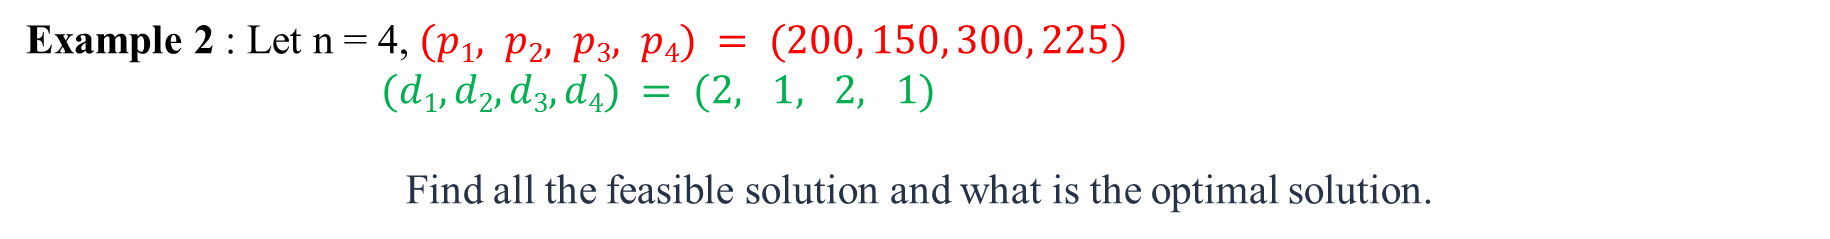 Example 2 : Let n = 4, (p₁, p₂, p₃, p₄) = (200, 150, 300, 225)
(d₁, d₂, d₃, d₄) = (2, 1, 2, 1)
Find all the feasible solution and what is the optimal solution.